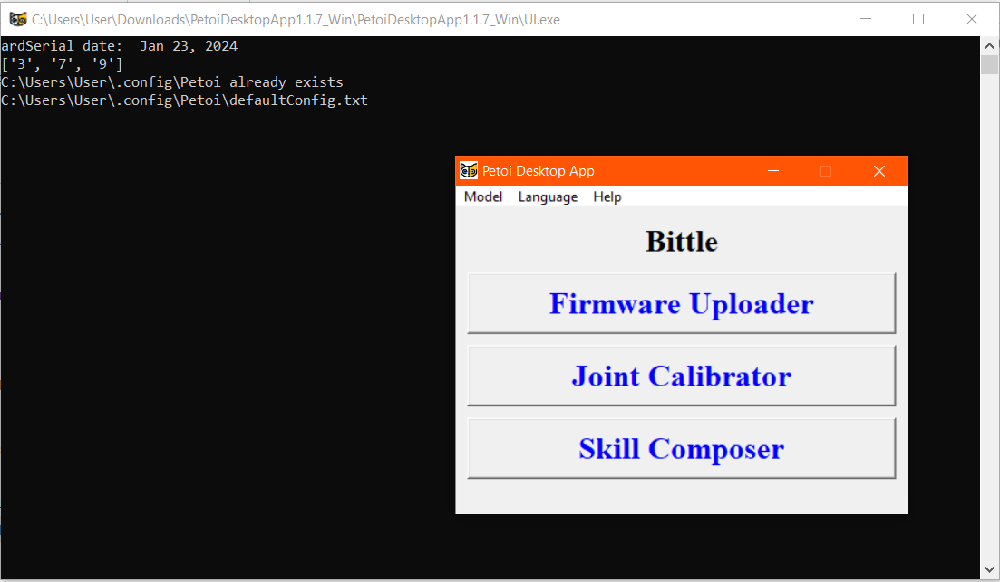 C:\Users\User\Downloads\PetoiDesktopApp1.1.7_Win\PetoiDesktopApp1.1.7_Win\UI.exe
ardSerial date:  Jan 23, 2024
['3', '7', '9']
C:\Users\User\.config\Petoi already exists
C:\Users\User\.config\Petoi\defaultConfig.txt
Petoi Desktop App
Model Language Help
Bittle
Firmware Uploader
Joint Calibrator
Skill Composer